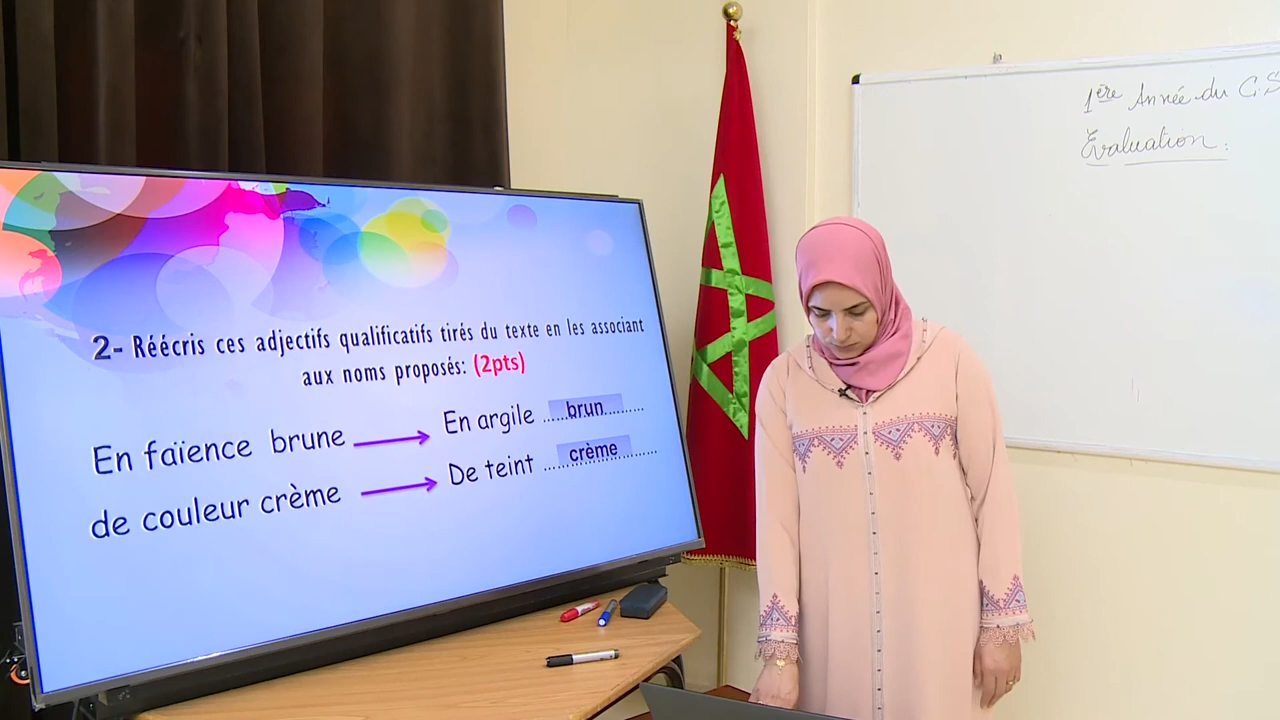 2- Réécris ces adjectifs qualificatifs tirés du texte en les associant
aux noms proposés: (2pts)
En faïence brune En argile ...brun.........
de couleur crème De teint ...crème.........
1ère Année du C.S
Evaluation :